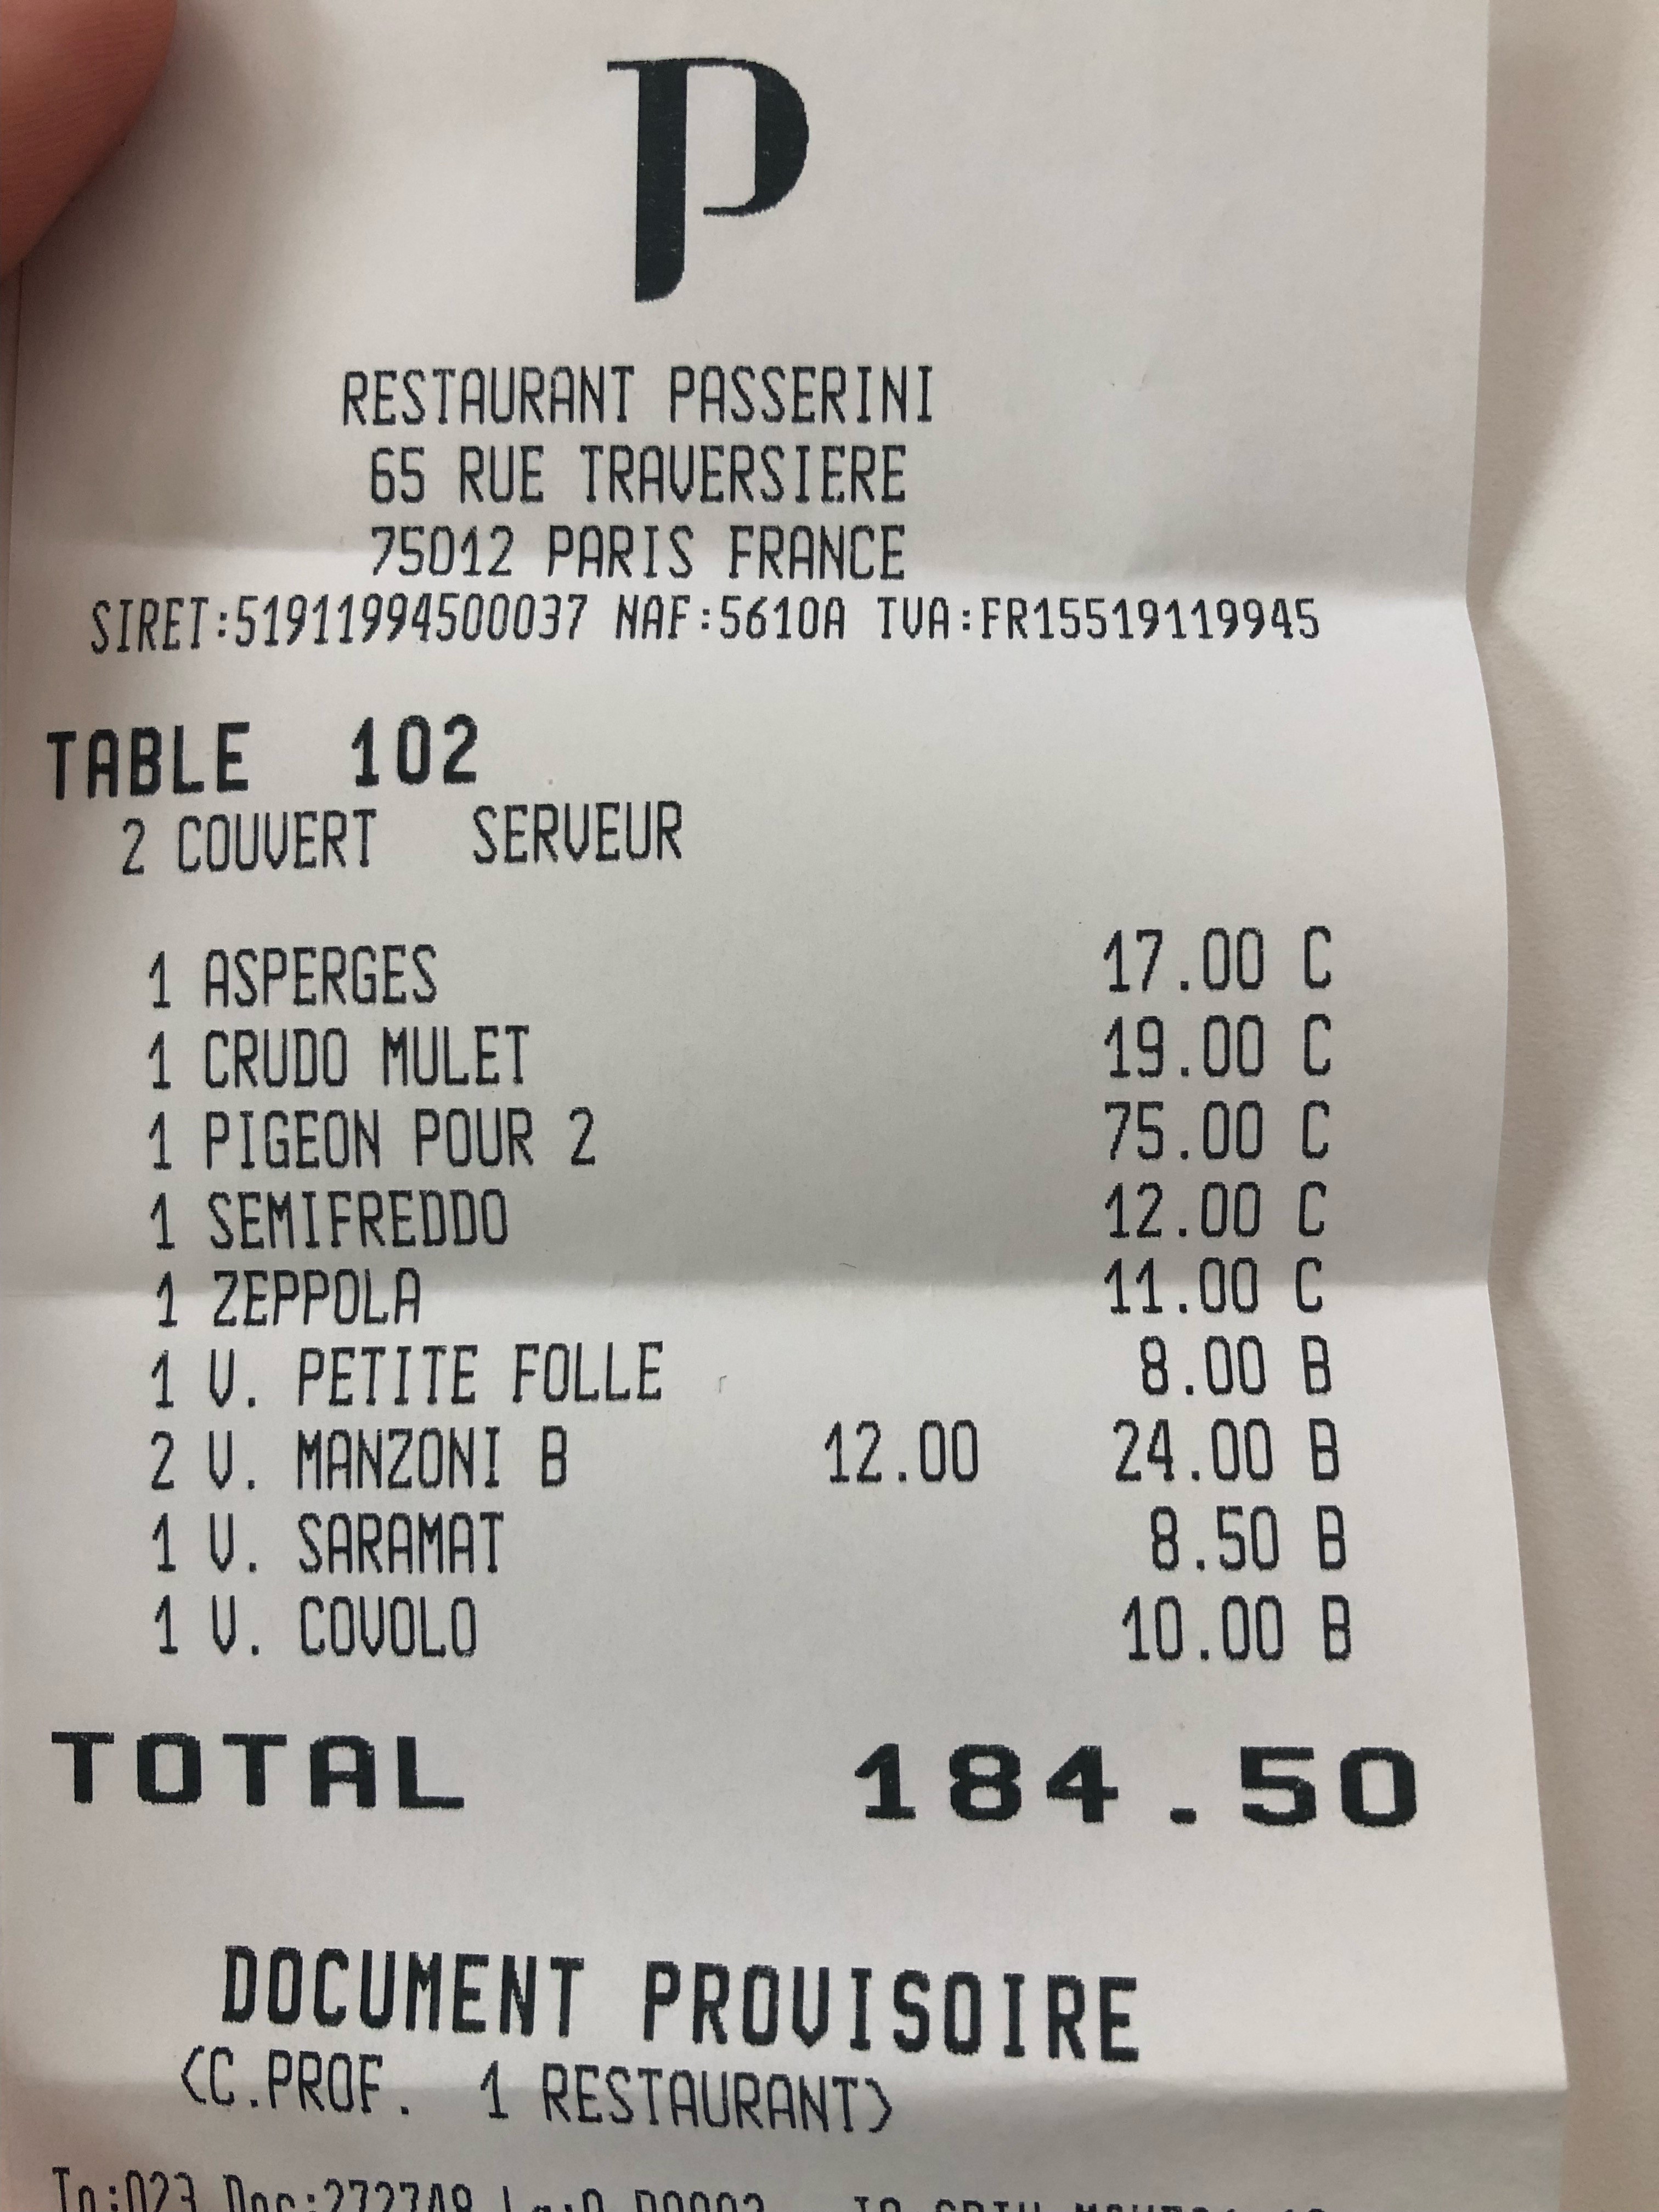 P
RESTAURANT PASSERINI
65 RUE TRAVERSIERE
75012 PARIS FRANCE
SIRET:51911994500037 NAF:5610A TVA:FR15519119945
TABLE 102
2 COUVERT SERVEUR
1 ASPERGES 17.00 C
1 CRUDO MULET 19.00 C
1 PIGEON POUR 2 75.00 C
1 SEMIFREDDO 12.00 C
1 ZEPPOLA 11.00 C
1 V. PETITE FOLLE 8.00 B
2 V. MANZONI B 12.00 24.00 B
1 V. SARAMAT 8.50 B
1 V. COVOLO 10.00 B
TOTAL 184.50
DOCUMENT PROVISOIRE
<C.PROF. 1 RESTAURANT>